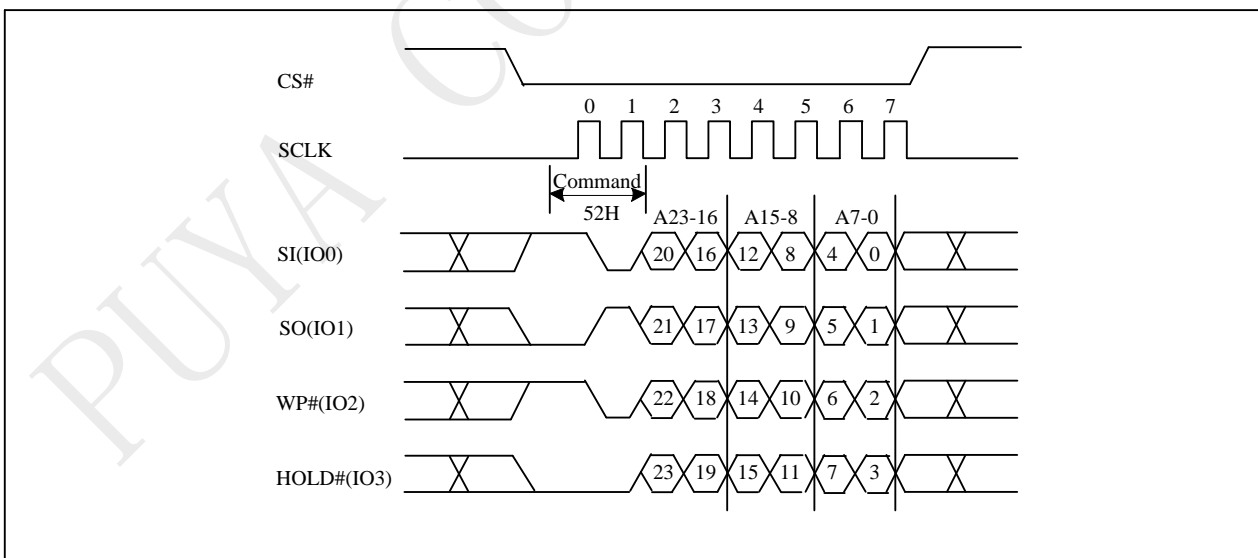 PUYA CO
CS#
0 1 2 3 4 5 6 7
SCLK
Command
52H
A23-16 A15-8 A7-0
SI(IO0) 20 16 12 8 4 0
SO(IO1) 21 17 13 9 5 1
WP#(IO2) 22 18 14 10 6 2
HOLD#(IO3) 23 19 15 11 7 3